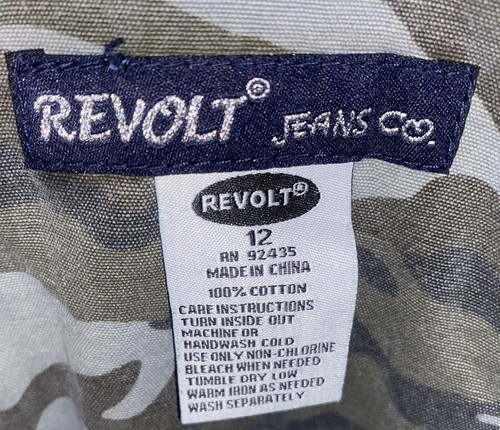 REVOLT® JEANS CO.
REVOLT®
12
RN 92435
MADE IN CHINA
100% COTTON
CARE INSTRUCTIONS
TURN INSIDE OUT
MACHINE OR
HANDWASH COLD
USE ONLY NON-CHLORINE
BLEACH WHEN NEEDED
TUMBLE DRY LOW
WARM IRON AS NEEDED
WASH SEPARATELY